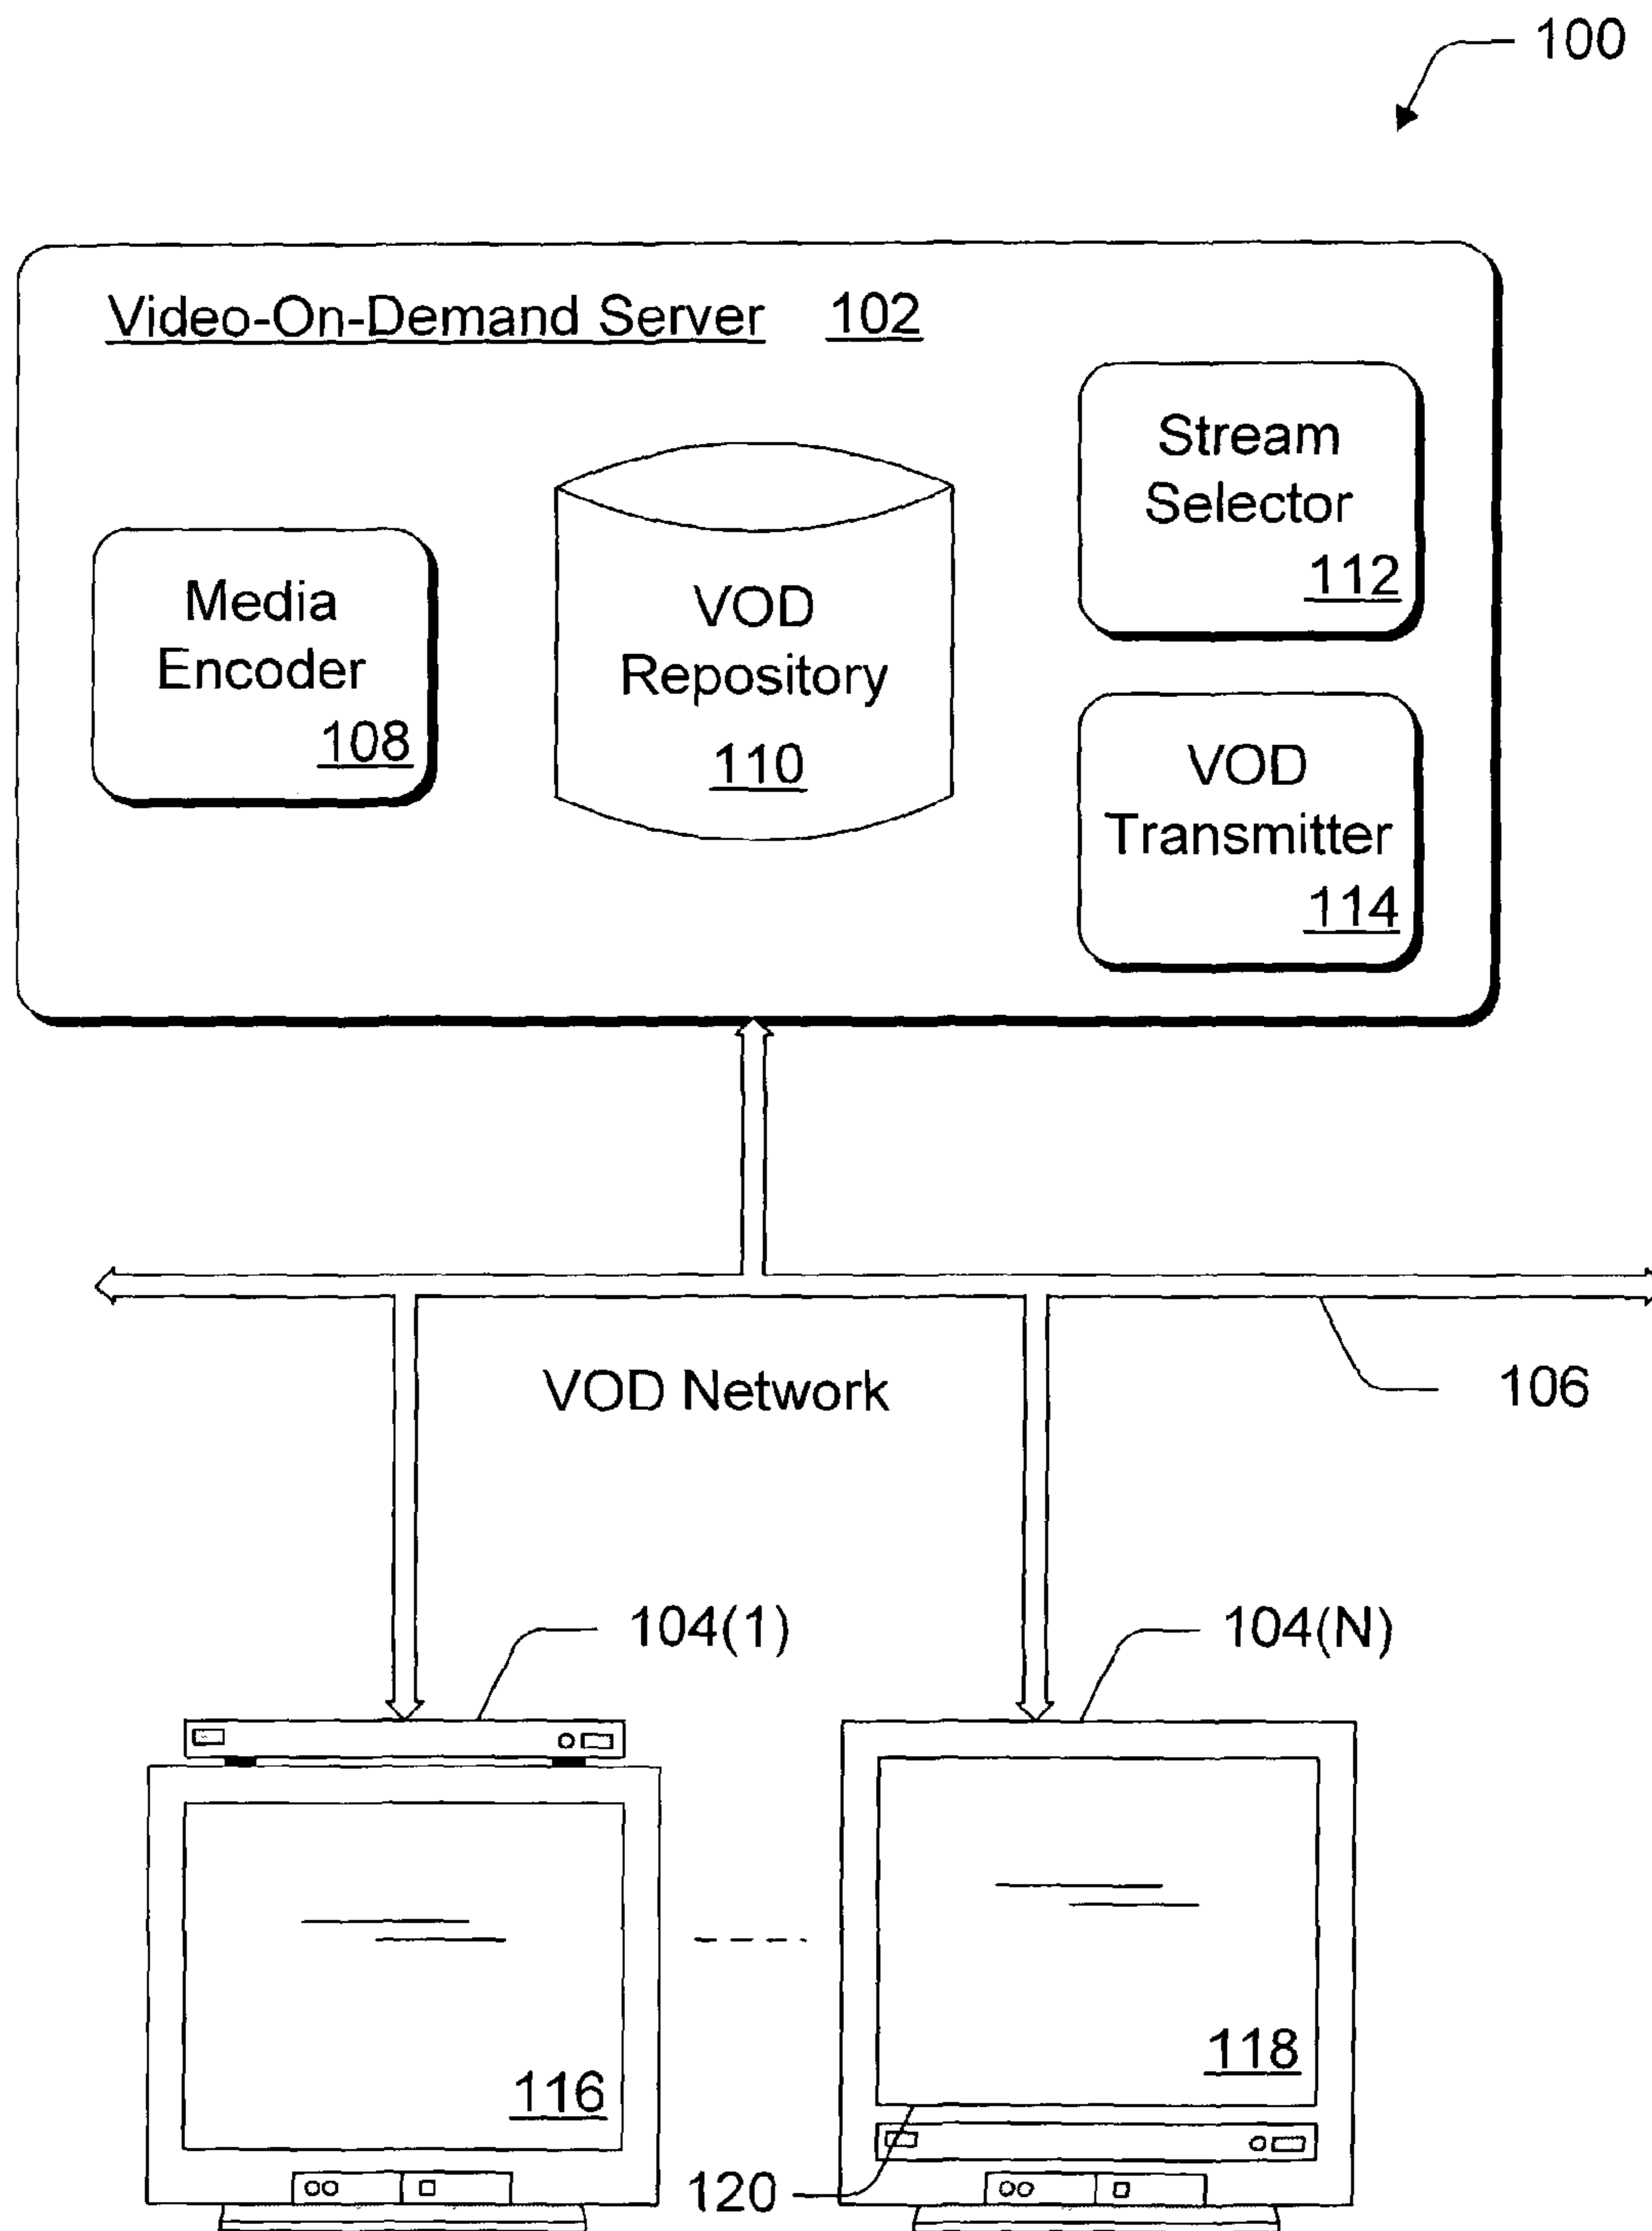 100
Video-On-Demand Server 102
Stream
Selector
112
Media
Encoder
108
VOD
Repository
110
VOD
Transmitter
114
VOD Network
106
104(1)
104(N)
116
118
120